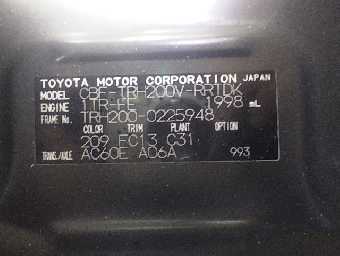 TOYOTA MOTOR CORPORATION JAPAN
MODEL CBF-TRH200V-RRTDK
ENGINE 1TR-FE 1998 mL
FRAME No. TRH200-0225948
COLOR TRIM PLANT OPTION
209 FC13 C31
TRANS./AXLE AC60E A06A 993